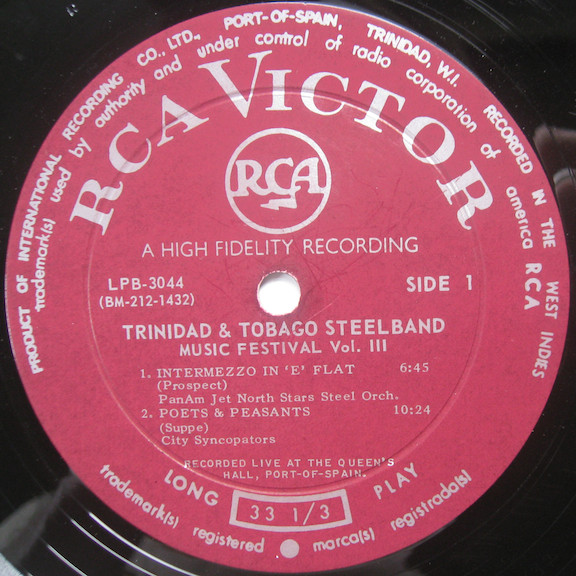 PRODUCT OF INTERNATIONAL RECORDING CO., LTD., PORT-OF-SPAIN, TRINIDAD, W.I. RECORDED IN THE WEST INDIES
trademark(s) used by authority and under control of radio corporation of america RCA
RCA VICTOR
RCA
A HIGH FIDELITY RECORDING
LPB-3044 SIDE 1
(BM-212-1432)
TRINIDAD & TOBAGO STEELBAND
MUSIC FESTIVAL Vol. III
1. INTERMEZZO IN 'E' FLAT 6:45
(Prospect)
PanAm Jet North Stars Steel Orch.
2. POETS & PEASANTS 10:24
(Suppe)
City Syncopators
RECORDED LIVE AT THE QUEEN'S
HALL, PORT-OF-SPAIN.
LONG 33 1/3 PLAY
trademark(s) registered marca(s) registrado(s)